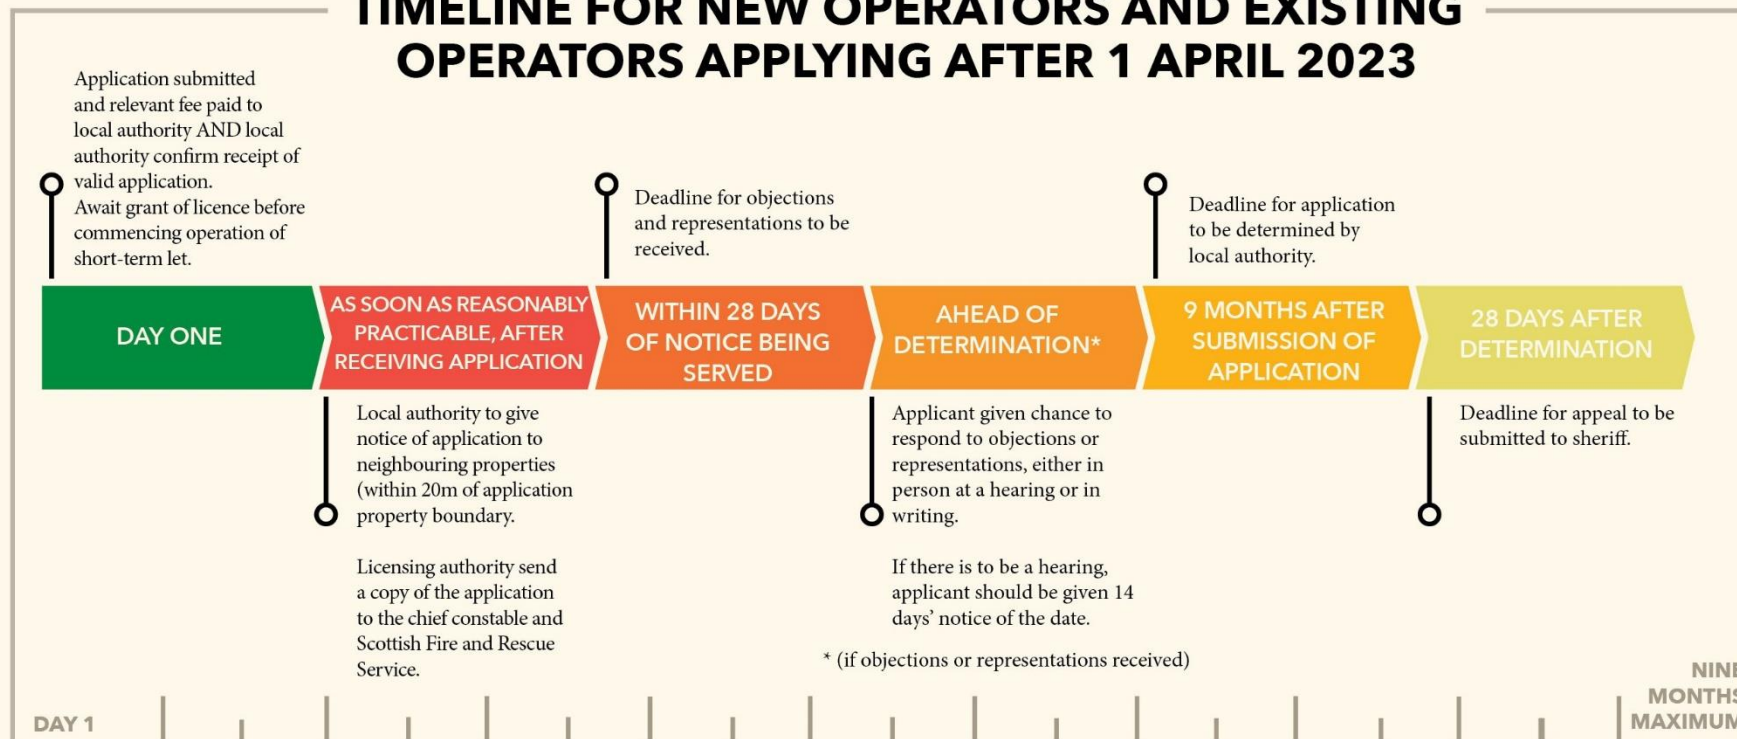 TIMELINE FOR NEW OPERATORS AND EXISTING
OPERATORS APPLYING AFTER 1 APRIL 2023
Application submitted
and relevant fee paid to
local authority AND local
authority confirm receipt of
valid application.
Await grant of licence before
commencing operation of
short-term let.
Deadline for objections
and representations to be
received.
Deadline for application
to be determined by
local authority.
DAY ONE
AS SOON AS REASONABLY
PRACTICABLE, AFTER
RECEIVING APPLICATION
WITHIN 28 DAYS
OF NOTICE BEING
SERVED
AHEAD OF
DETERMINATION*
9 MONTHS AFTER
SUBMISSION OF
APPLICATION
28 DAYS AFTER
DETERMINATION
Local authority to give
notice of application to
neighbouring properties
(within 20m of application
property boundary.
Licensing authority send
a copy of the application
to the chief constable and
Scottish Fire and Rescue
Service.
Applicant given chance to
respond to objections or
representations, either in
person at a hearing or in
writing.
If there is to be a hearing,
applicant should be given 14
days’ notice of the date.
* (if objections or representations received)
Deadline for appeal to be
submitted to sheriff.
DAY 1
NINE
MONTHS
MAXIMUM